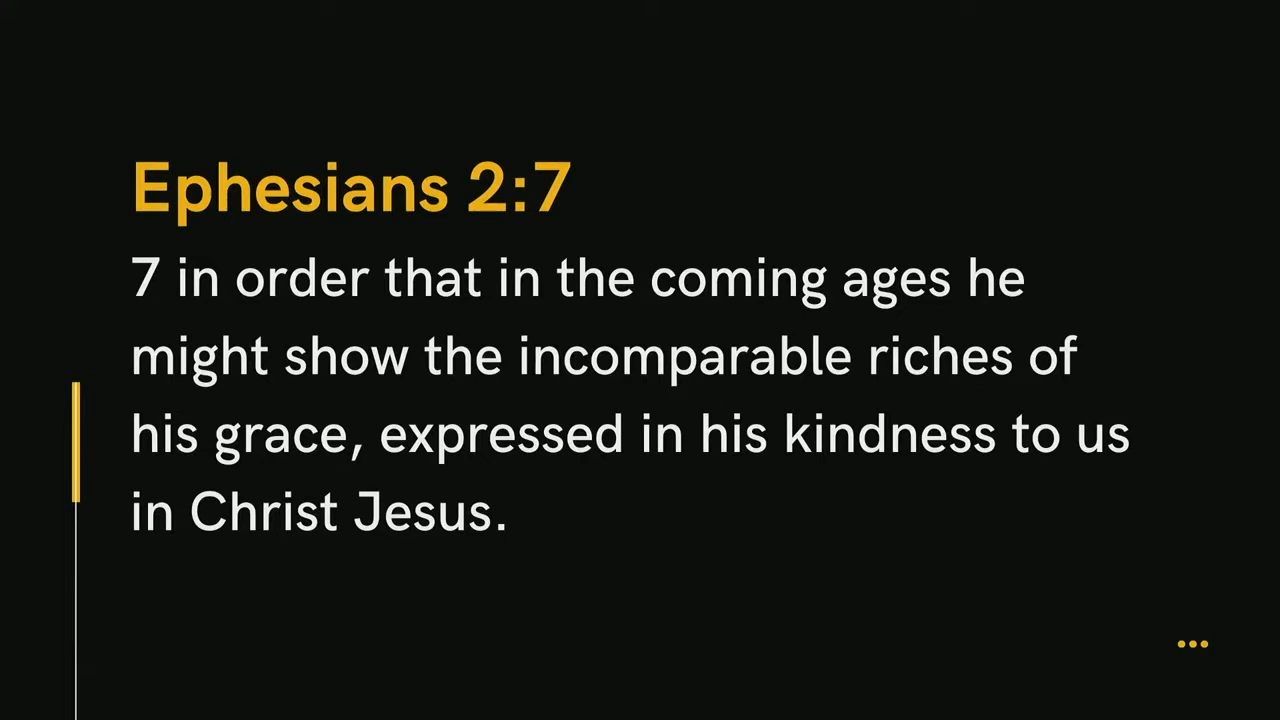 Ephesians 2:7
7 in order that in the coming ages he
might show the incomparable riches of
his grace, expressed in his kindness to us
in Christ Jesus.